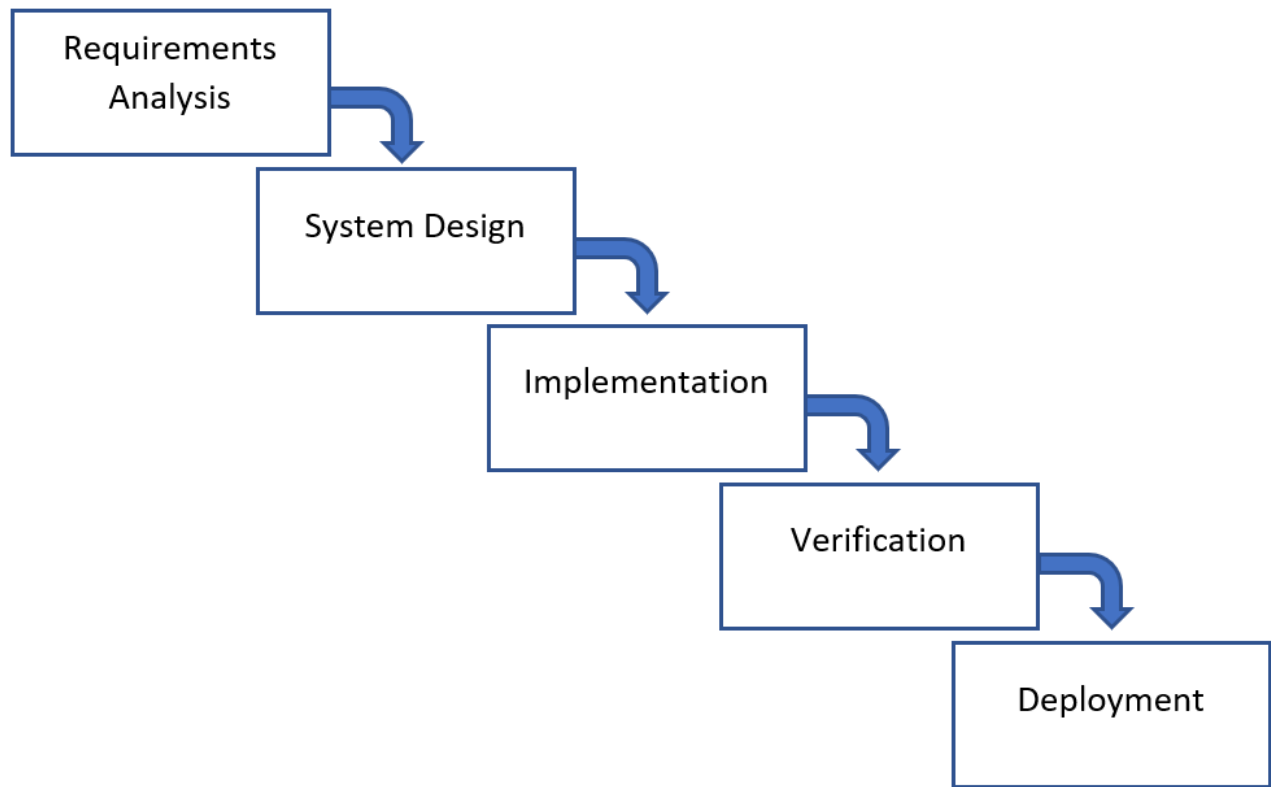 Requirements
Analysis
System Design
Implementation
Verification
Deployment